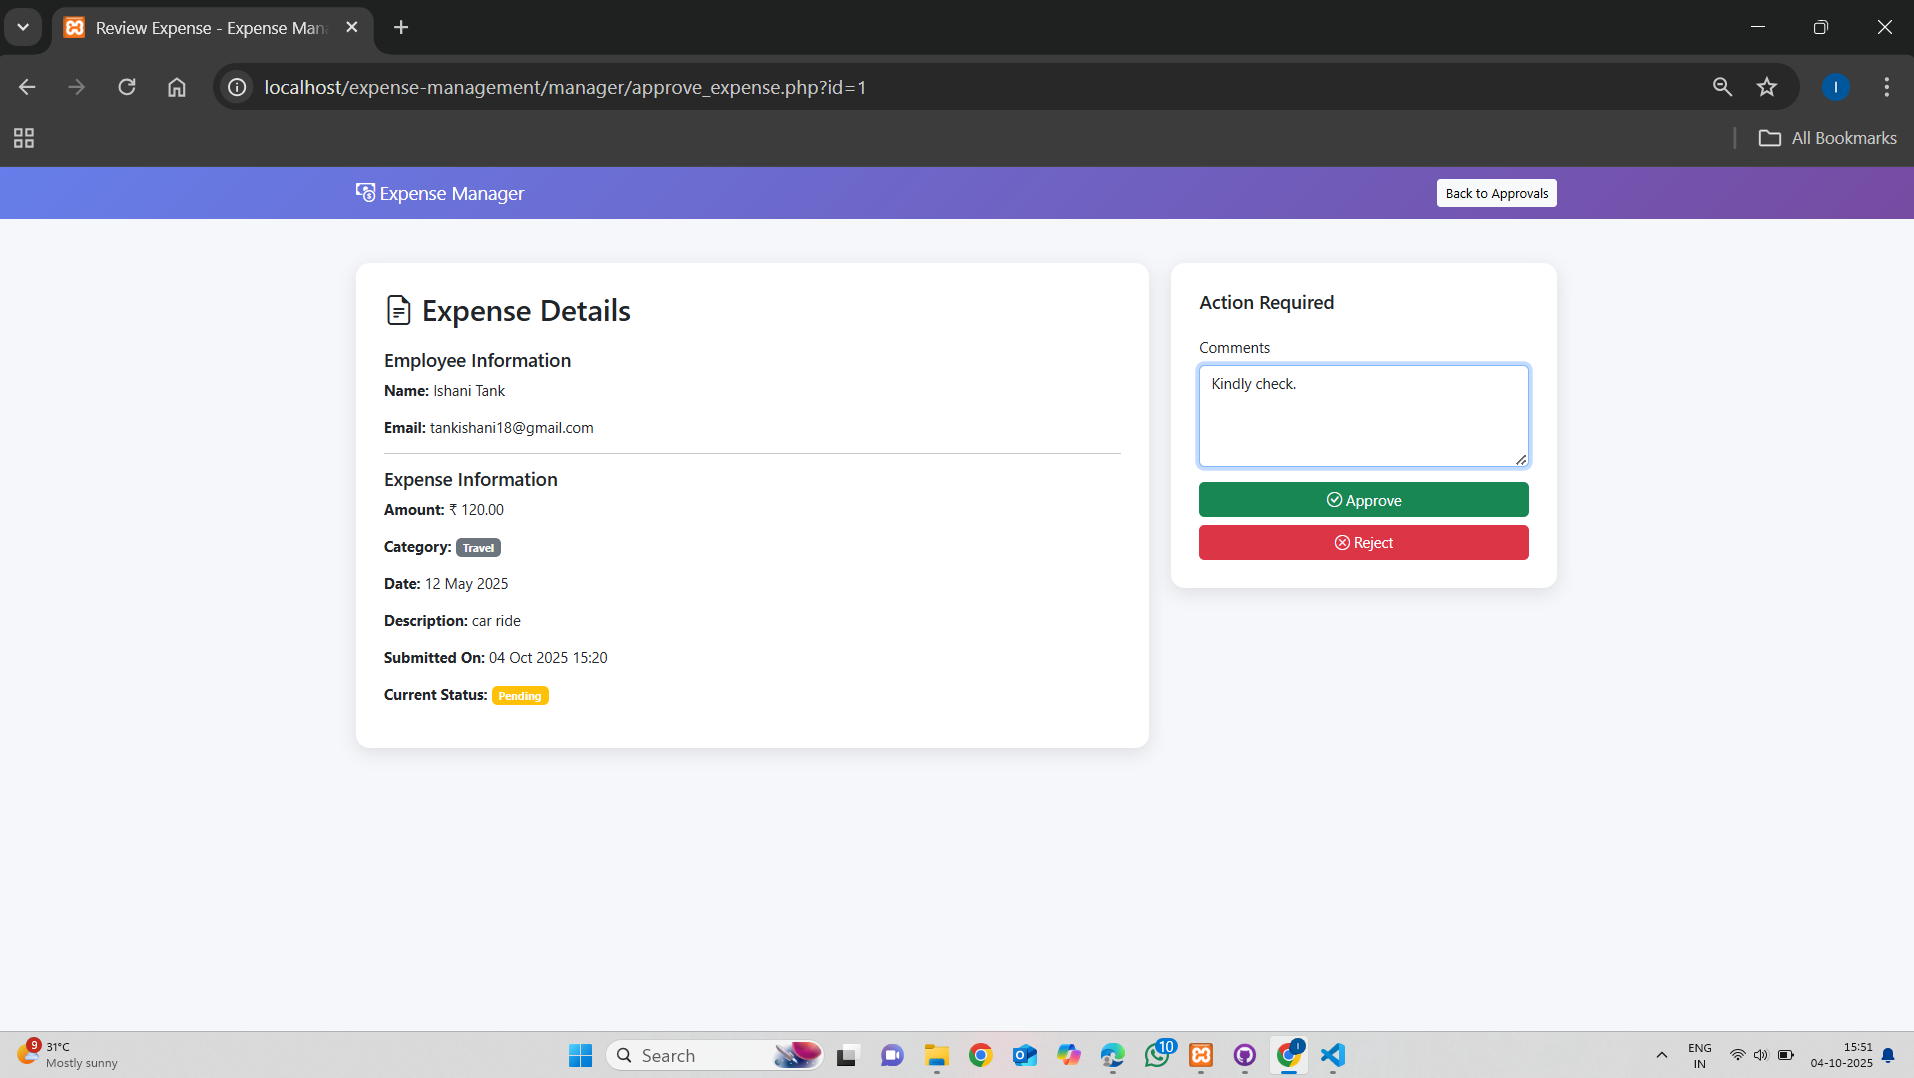 Review Expense - Expense Man
localhost/expense-management/manager/approve_expense.php?id=1
I
All Bookmarks
Expense Manager
Back to Approvals
Expense Details
Employee Information
Name: Ishani Tank
Email: tankishani18@gmail.com
Expense Information
Amount: ₹ 120.00
Category: Travel
Date: 12 May 2025
Description: car ride
Submitted On: 04 Oct 2025 15:20
Current Status: Pending
Action Required
Comments
Kindly check.
Approve
Reject
9
31°C
Mostly sunny
Search
10
ENG
IN
15:51
04-10-2025